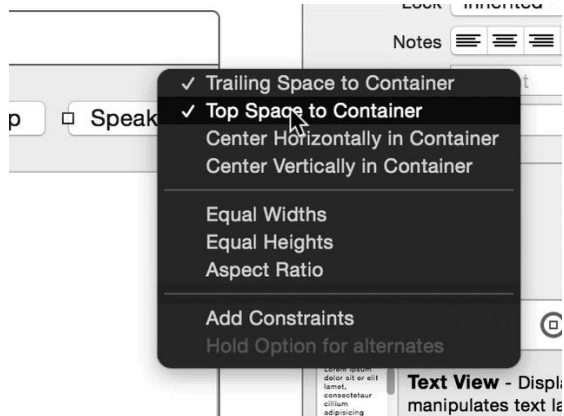 Lock Inherited -
Notes
✓ Trailing Space to Container
t
p
Speak
✓ Top Space to Container
Center Horizontally in Container
Center Vertically in Container
Equal Widths
Equal Heights
Aspect Ratio
Add Constraints
Hold Option for alternates
Lorem ipsum
dolor sit er elit
lamet,
consectetaur
cillium
adipisicing
Text View - Displa
manipulates text la